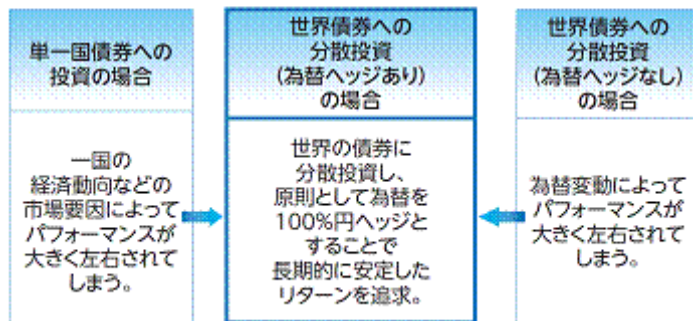 単一国債券への
投資の場合
一国の
経済動向などの
市場要因によって
パフォーマンスが
大きく左右されて
しまう。
世界債券への
分散投資
(為替ヘッジあり)
の場合
世界の債券に
分散投資し、
原則として為替を
100%円ヘッジと
することで
長期的に安定した
リターンを追求。
世界債券への
分散投資
(為替ヘッジなし)
の場合
為替変動によって
パフォーマンスが
大きく左右されて
しまう。